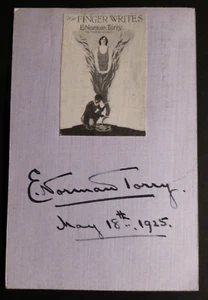 The FINGER WRITES
E. Norman Torry
E. Norman Torry.
May 18th 1925.